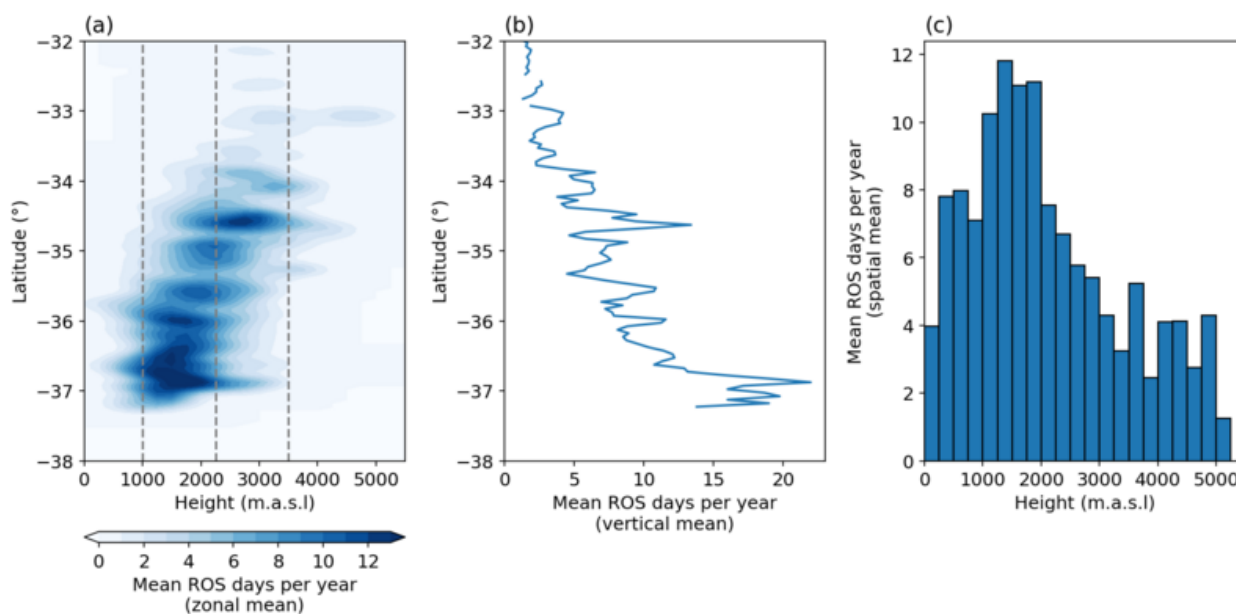 (a)
−32
−33
−34
−35
−36
−37
−38
Latitude (°)
0 1000 2000 3000 4000 5000
Height (m.a.s.l)
0 2 4 6 8 10 12
Mean ROS days per year
(zonal mean)
(b)
−32
−33
−34
−35
−36
−37
−38
Latitude (°)
0 5 10 15 20
Mean ROS days per year
(vertical mean)
(c)
12
10
8
6
4
2
0
Mean ROS days per year
(spatial mean)
0 1000 2000 3000 4000 5000
Height (m.a.s.l)